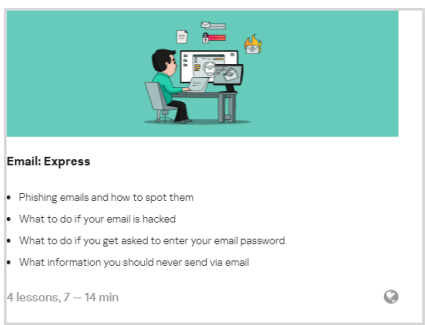 Email: Express
• Phishing emails and how to spot them
• What to do if your email is hacked
• What to do if you get asked to enter your email password
• What information you should never send via email
4 lessons, 7 — 14 min